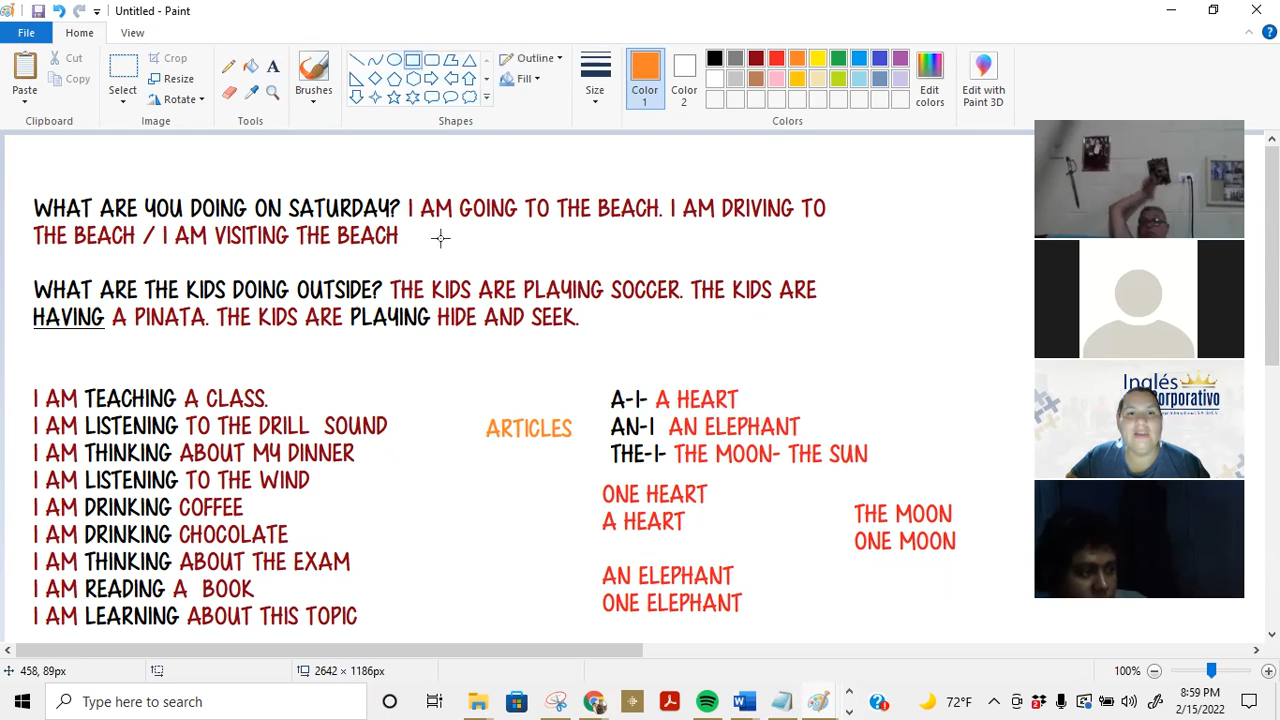 Untitled - Paint
File
Home
View
Paste
Cut
Copy
Clipboard
Select
Crop
Resize
Rotate
Image
Tools
Brushes
Outline
Fill
Shapes
Size
Color 1
Color 2
Edit colors
Edit with Paint 3D
Colors
WHAT ARE YOU DOING ON SATURDAY? I AM GOING TO THE BEACH. I AM DRIVING TO
THE BEACH / I AM VISITING THE BEACH
WHAT ARE THE KIDS DOING OUTSIDE? THE KIDS ARE PLAYING SOCCER. THE KIDS ARE
HAVING A PINATA. THE KIDS ARE PLAYING HIDE AND SEEK.
I AM TEACHING A CLASS.
I AM LISTENING TO THE DRILL SOUND
I AM THINKING ABOUT MY DINNER
I AM LISTENING TO THE WIND
I AM DRINKING COFFEE
I AM DRINKING CHOCOLATE
I AM THINKING ABOUT THE EXAM
I AM READING A BOOK
I AM LEARNING ABOUT THIS TOPIC
ARTICLES
A-1- A HEART
AN-1 AN ELEPHANT
THE-1- THE MOON- THE SUN
ONE HEART
A HEART
THE MOON
ONE MOON
AN ELEPHANT
ONE ELEPHANT
Inglés
orporativo
458, 89px
2642 × 1186px
100%
Type here to search
72°F
8:59 PM
2/15/2022